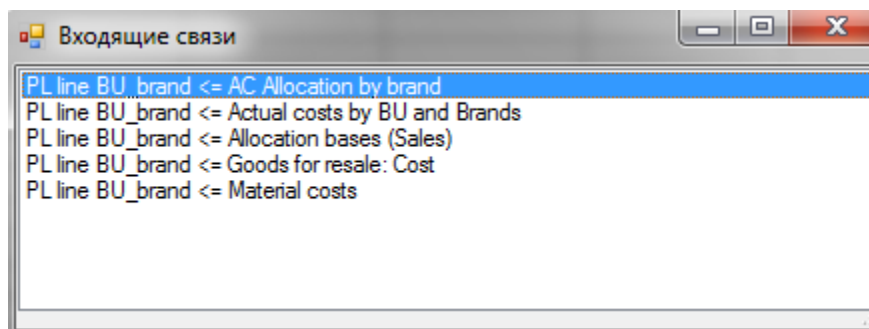 Входящие связи
PL line BU_brand <= AC Allocation by brand
PL line BU_brand <= Actual costs by BU and Brands
PL line BU_brand <= Allocation bases (Sales)
PL line BU_brand <= Goods for resale: Cost
PL line BU_brand <= Material costs